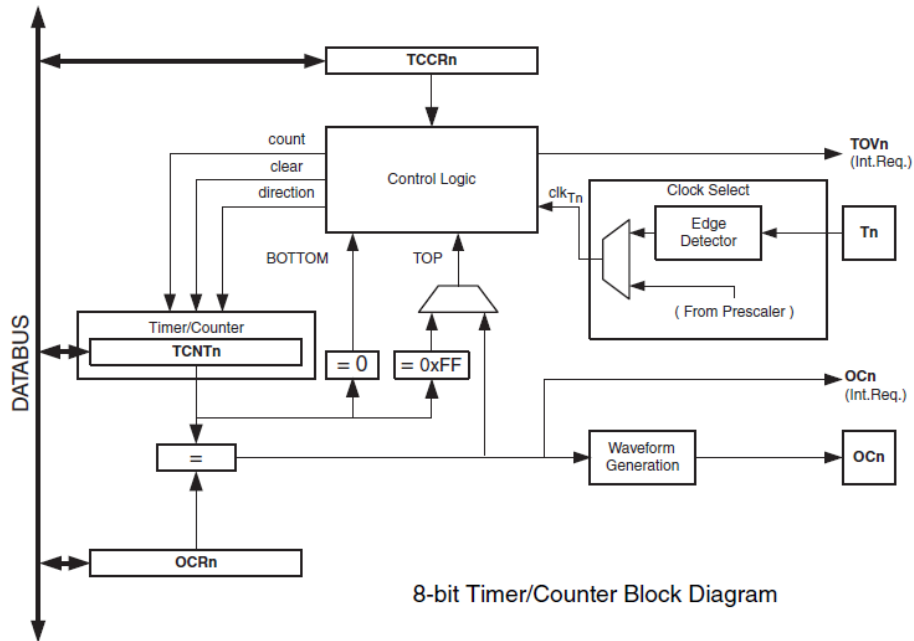 TCCRn
count
clear
direction
Control Logic
TOVn
(Int.Req.)
Clock Select
clkTn
Edge
Detector
Tn
( From Prescaler )
BOTTOM
TOP
DATABUS
Timer/Counter
TCNTn
= 0
= 0xFF
OCn
(Int.Req.)
=
Waveform
Generation
OCn
OCRn
8-bit Timer/Counter Block Diagram